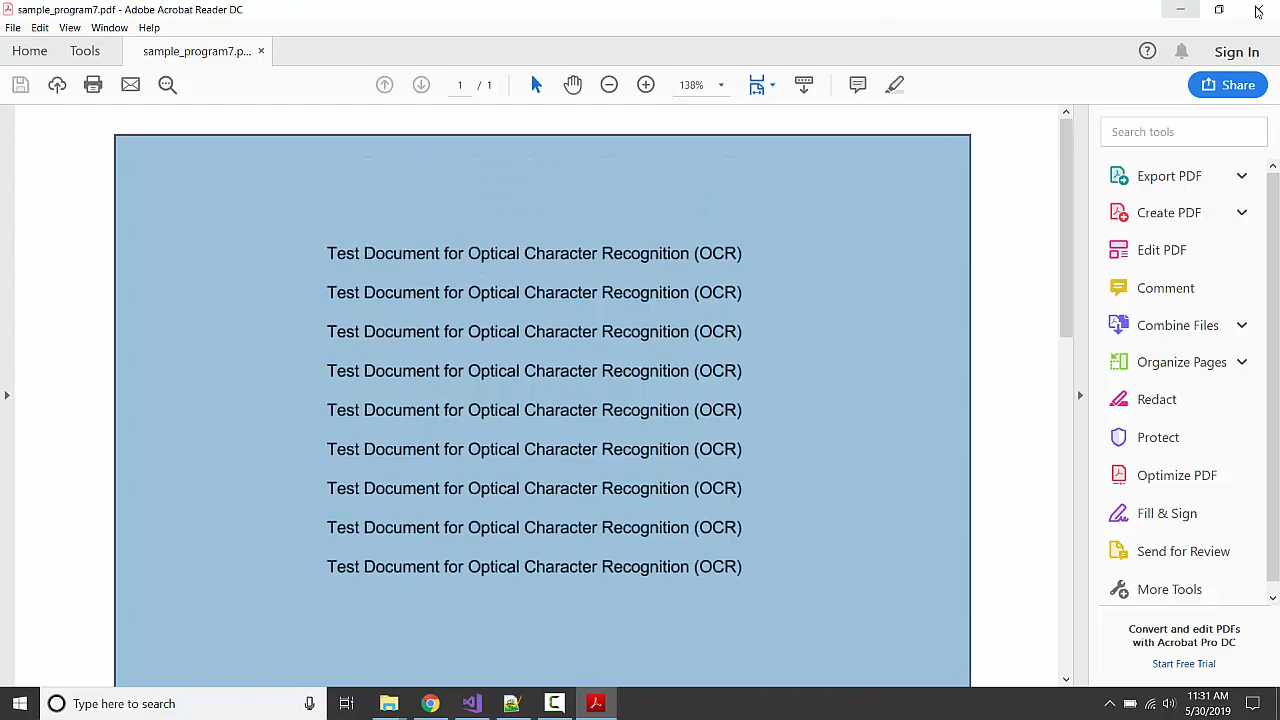 sample_program7.pdf - Adobe Acrobat Reader DC
File Edit View Window Help
Home Tools sample_program7.p... × Sign In
1 / 1 138% Share
Search tools
Export PDF
Create PDF
Edit PDF
Comment
Combine Files
Organize Pages
Redact
Protect
Optimize PDF
Fill & Sign
Send for Review
More Tools
Convert and edit PDFs
with Acrobat Pro DC
Start Free Trial
Test Document for Optical Character Recognition (OCR)
Test Document for Optical Character Recognition (OCR)
Test Document for Optical Character Recognition (OCR)
Test Document for Optical Character Recognition (OCR)
Test Document for Optical Character Recognition (OCR)
Test Document for Optical Character Recognition (OCR)
Test Document for Optical Character Recognition (OCR)
Test Document for Optical Character Recognition (OCR)
Test Document for Optical Character Recognition (OCR)
Type here to search
11:31 AM
5/30/2019